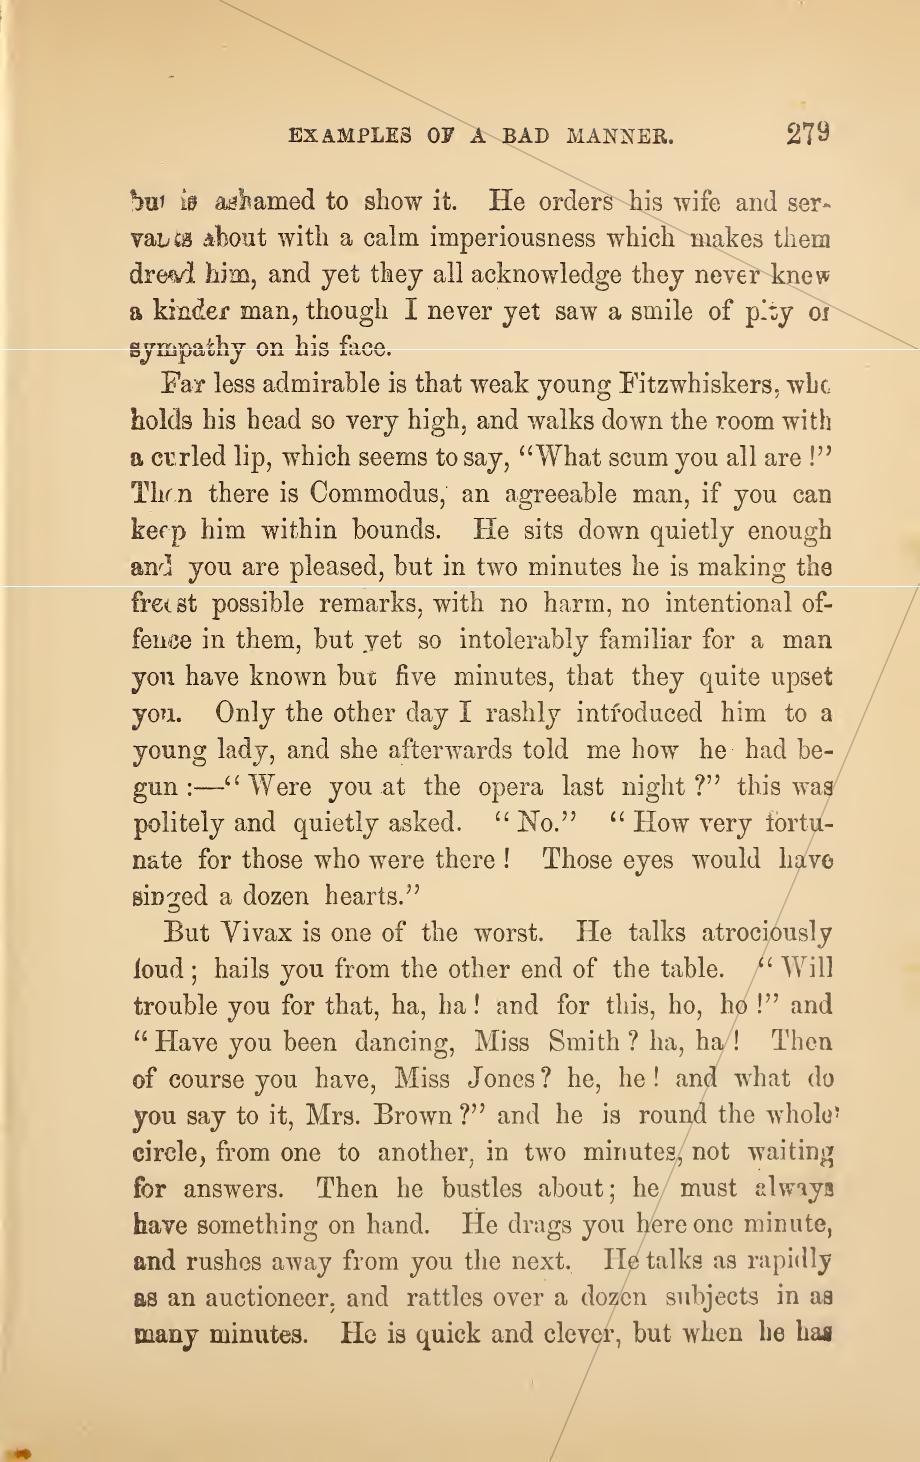 EXAMPLES OF A BAD MANNER. 279
but is ashamed to show it. He orders his wife and ser-
vants about with a calm imperiousness which makes them
dread him, and yet they all acknowledge they never knew
a kinder man, though I never yet saw a smile of pity or
sympathy on his face.
Far less admirable is that weak young Fitzwhiskers, who
holds his head so very high, and walks down the room with
a curled lip, which seems to say, “What scum you all are !”
Then there is Commodus, an agreeable man, if you can
keep him within bounds. He sits down quietly enough
and you are pleased, but in two minutes he is making the
freest possible remarks, with no harm, no intentional of-
fence in them, but yet so intolerably familiar for a man
you have known but five minutes, that they quite upset
you. Only the other day I rashly introduced him to a
young lady, and she afterwards told me how he had be-
gun :—“ Were you at the opera last night ?” this was
politely and quietly asked. “ No.” “ How very fortu-
nate for those who were there ! Those eyes would have
singed a dozen hearts.”
But Vivax is one of the worst. He talks atrociously
loud ; hails you from the other end of the table. “ Will
trouble you for that, ha, ha ! and for this, ho, ho !” and
“ Have you been dancing, Miss Smith ? ha, ha ! Then
of course you have, Miss Jones ? he, he ! and what do
you say to it, Mrs. Brown ?” and he is round the whole
circle, from one to another, in two minutes, not waiting
for answers. Then he bustles about ; he must always
have something on hand. He drags you here one minute,
and rushes away from you the next. He talks as rapidly
as an auctioneer, and rattles over a dozen subjects in as
many minutes. He is quick and clever, but when he has